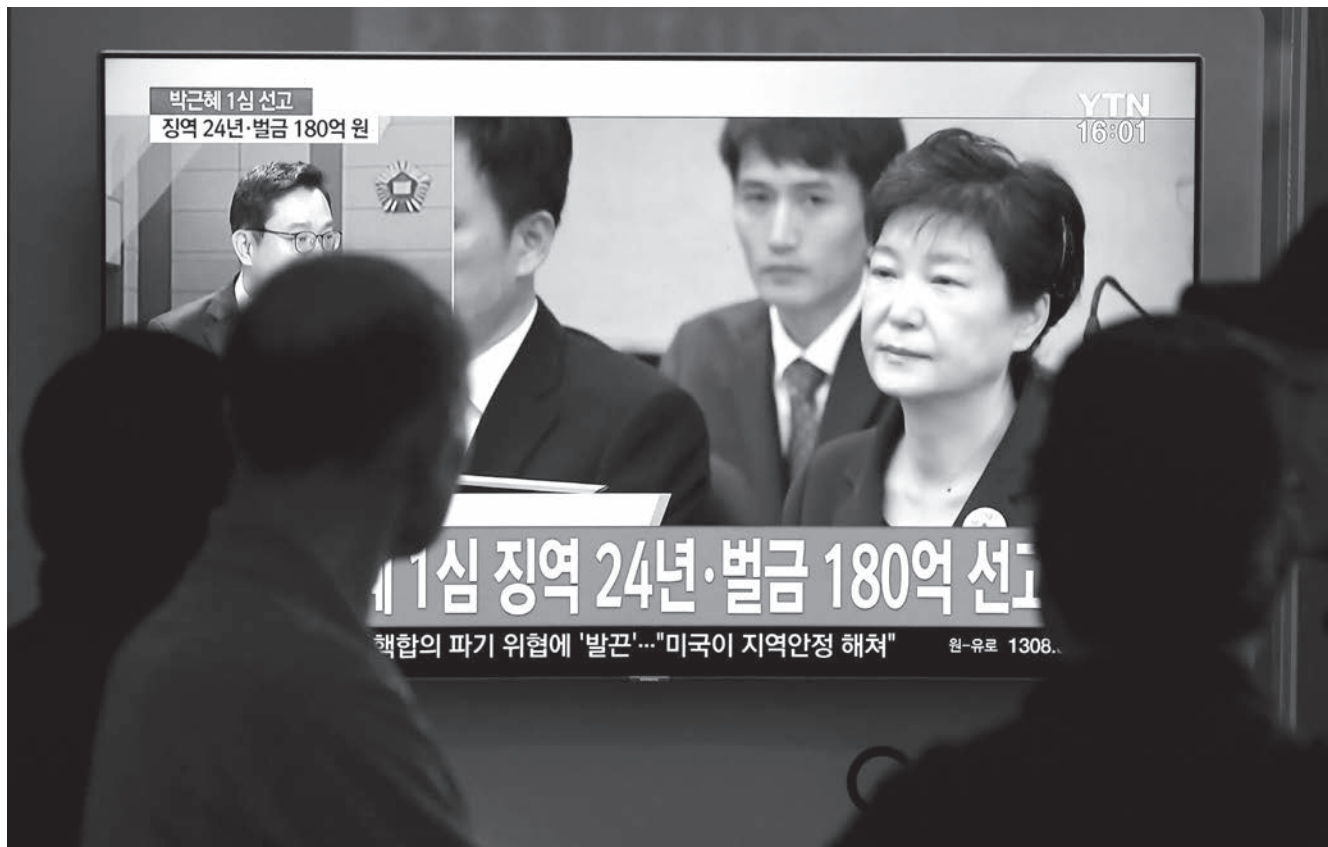 박근혜 1심 선고
징역 24년·벌금 180억 원
YTN
16:01
1심 징역 24년·벌금 180억 선고
파기 위협에 '발끈'…"미국이 지역안정 해쳐"
원-유로 1308.